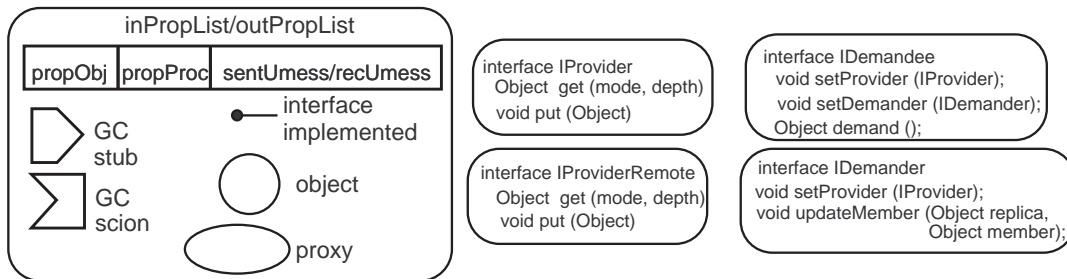 inPropList/outPropList
propObj propProc sentUmess/recUmess
GC
stub
interface
implemented
GC
scion
object
proxy
interface IProvider
Object get (mode, depth)
void put (Object)
interface IProviderRemote
Object get (mode, depth)
void put (Object)
interface IDemandee
void setProvider (IProvider);
void setDemander (IDemander);
Object demand ();
interface IDemander
void setProvider (IProvider);
void updateMember (Object replica,
Object member);